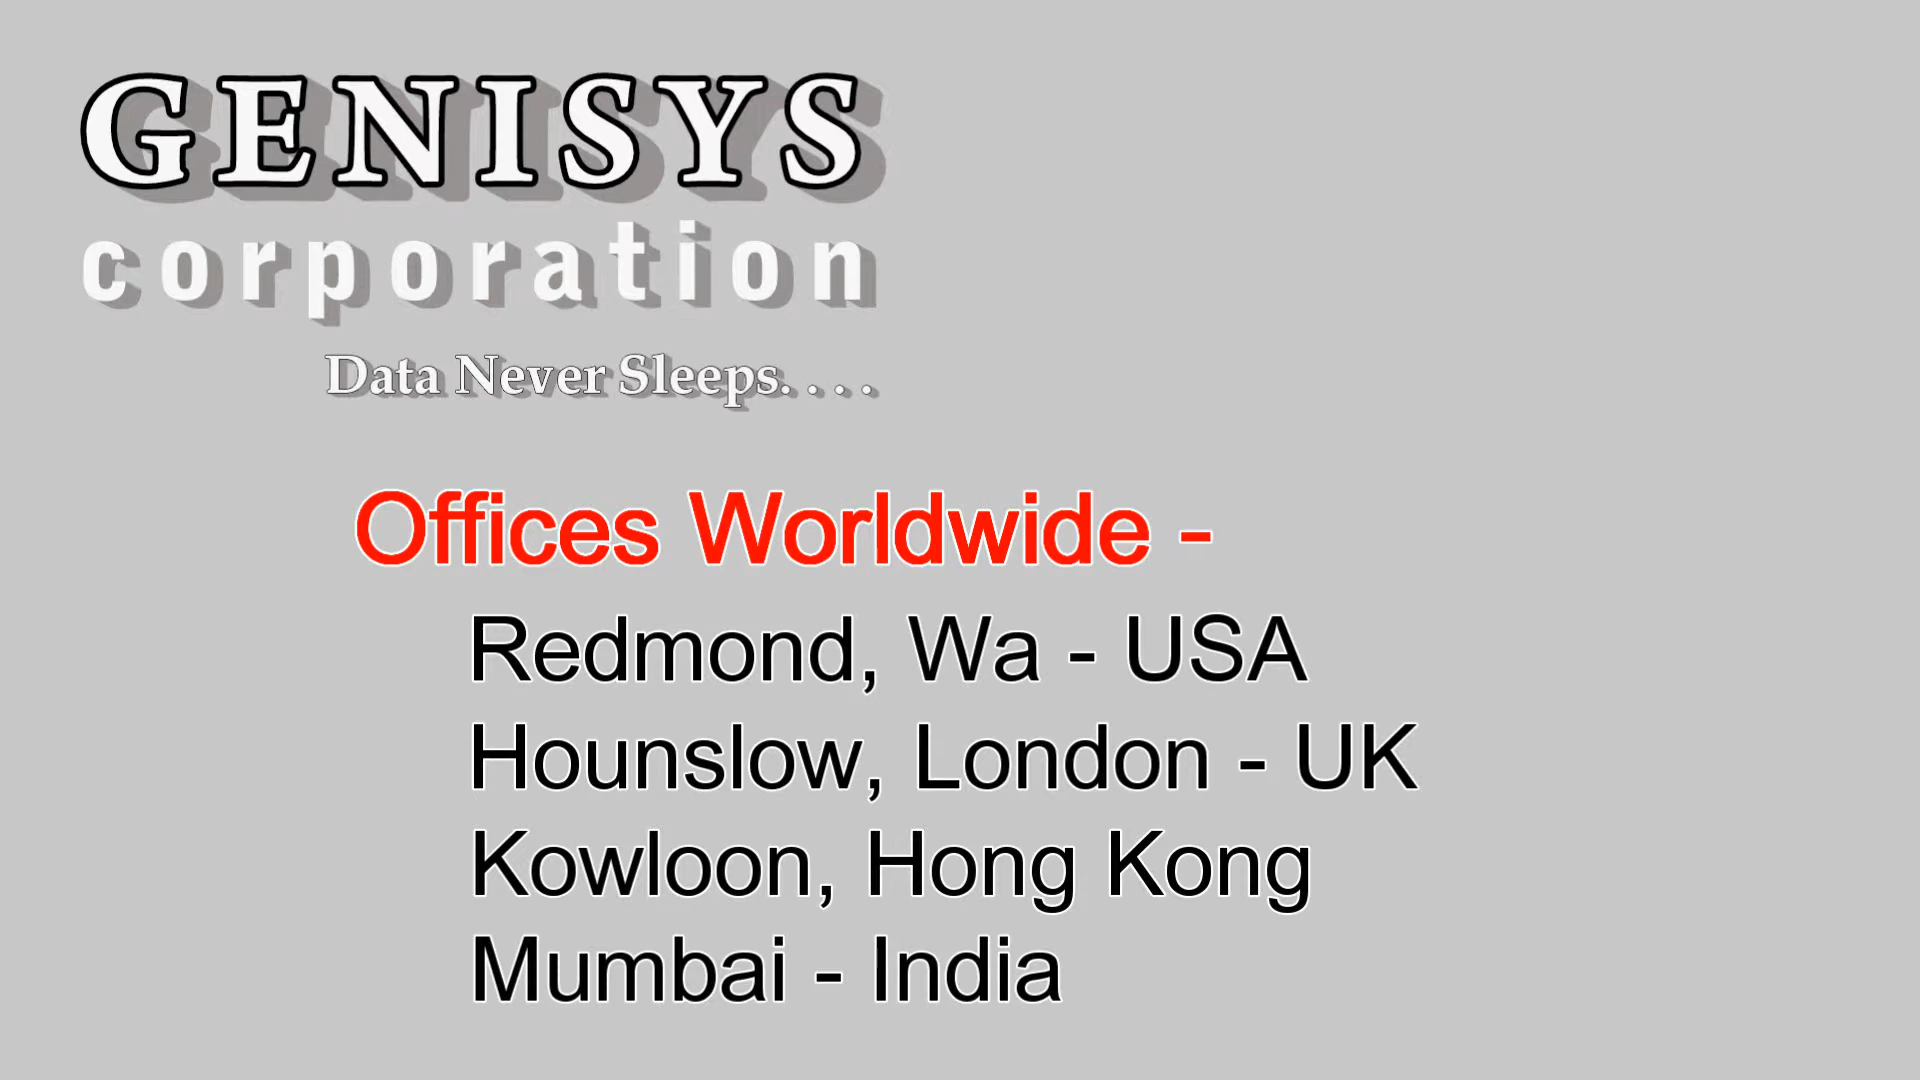 GENISYS
corporation
Data Never Sleeps. . . .
Offices Worldwide -
Redmond, Wa - USA
Hounslow, London - UK
Kowloon, Hong Kong
Mumbai - India